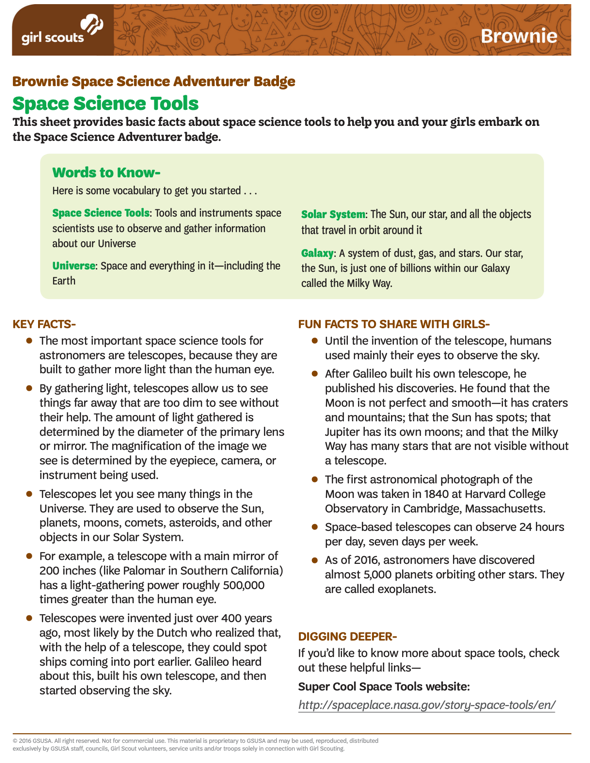 girl scouts
Brownie
Brownie Space Science Adventurer Badge
Space Science Tools
This sheet provides basic facts about space science tools to help you and your girls embark on
the Space Science Adventurer badge.
Words to Know-
Here is some vocabulary to get you started . . .
Space Science Tools: Tools and instruments space
scientists use to observe and gather information
about our Universe
Universe: Space and everything in it—including the
Earth
Solar System: The Sun, our star, and all the objects
that travel in orbit around it
Galaxy: A system of dust, gas, and stars. Our star,
the Sun, is just one of billions within our Galaxy
called the Milky Way.
KEY FACTS-
● The most important space science tools for
astronomers are telescopes, because they are
built to gather more light than the human eye.
● By gathering light, telescopes allow us to see
things far away that are too dim to see without
their help. The amount of light gathered is
determined by the diameter of the primary lens
or mirror. The magnification of the image we
see is determined by the eyepiece, camera, or
instrument being used.
● Telescopes let you see many things in the
Universe. They are used to observe the Sun,
planets, moons, comets, asteroids, and other
objects in our Solar System.
● For example, a telescope with a main mirror of
200 inches (like Palomar in Southern California)
has a light-gathering power roughly 500,000
times greater than the human eye.
● Telescopes were invented just over 400 years
ago, most likely by the Dutch who realized that,
with the help of a telescope, they could spot
ships coming into port earlier. Galileo heard
about this, built his own telescope, and then
started observing the sky.
FUN FACTS TO SHARE WITH GIRLS-
● Until the invention of the telescope, humans
used mainly their eyes to observe the sky.
● After Galileo built his own telescope, he
published his discoveries. He found that the
Moon is not perfect and smooth—it has craters
and mountains; that the Sun has spots; that
Jupiter has its own moons; and that the Milky
Way has many stars that are not visible without
a telescope.
● The first astronomical photograph of the
Moon was taken in 1840 at Harvard College
Observatory in Cambridge, Massachusetts.
● Space-based telescopes can observe 24 hours
per day, seven days per week.
● As of 2016, astronomers have discovered
almost 5,000 planets orbiting other stars. They
are called exoplanets.
DIGGING DEEPER-
If you'd like to know more about space tools, check
out these helpful links—
Super Cool Space Tools website:
http://spaceplace.nasa.gov/story-space-tools/en/
© 2016 GSUSA. All right reserved. Not for commercial use. This material is proprietary to GSUSA and may be used, reproduced, distributed
exclusively by GSUSA staff, councils, Girl Scout volunteers, service units and/or troops solely in connection with Girl Scouting.